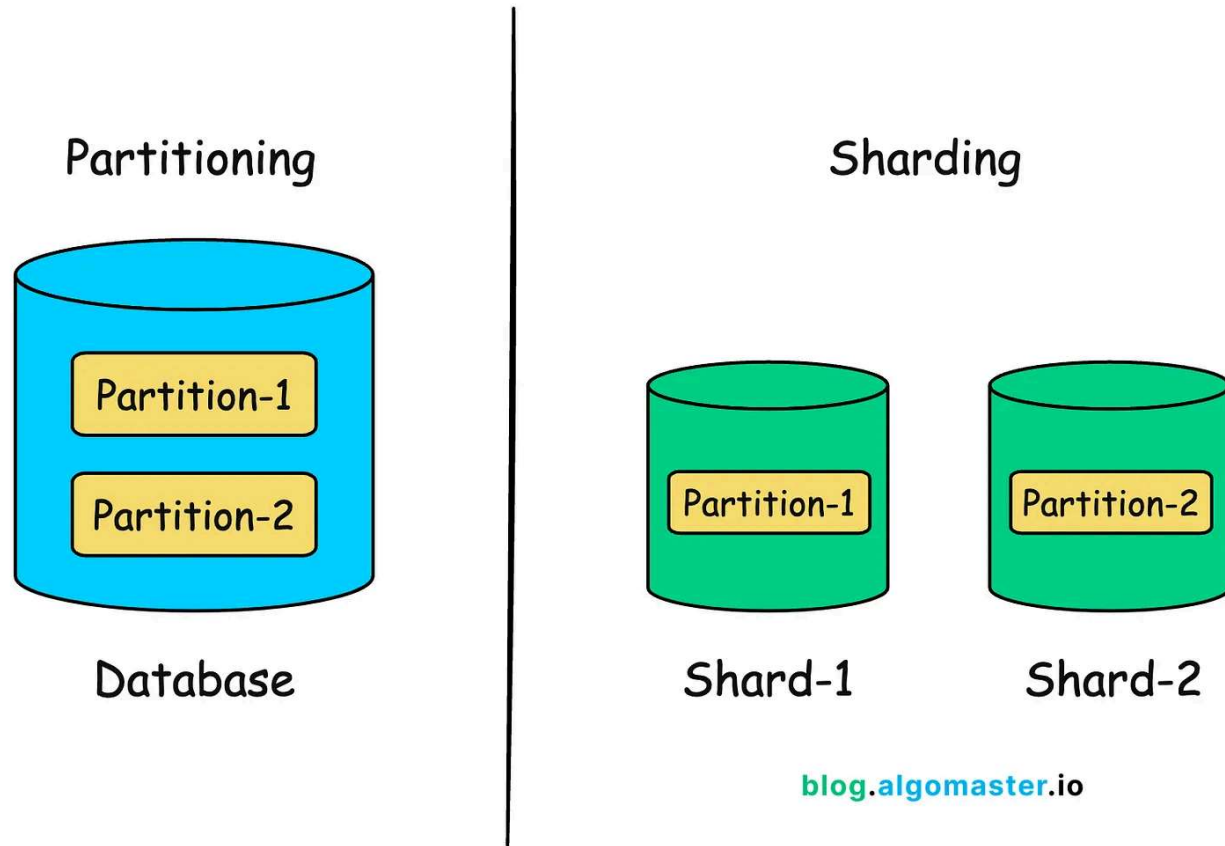 Partitioning
Partition-1
Partition-2
Database
Sharding
Partition-1
Partition-2
Shard-1
Shard-2
blog.algomaster.io